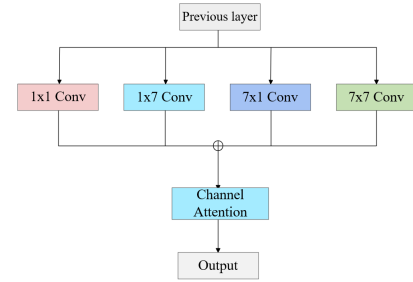 Previous layer
1x1 Conv
1x7 Conv
7x1 Conv
7x7 Conv
Channel
Attention
Output